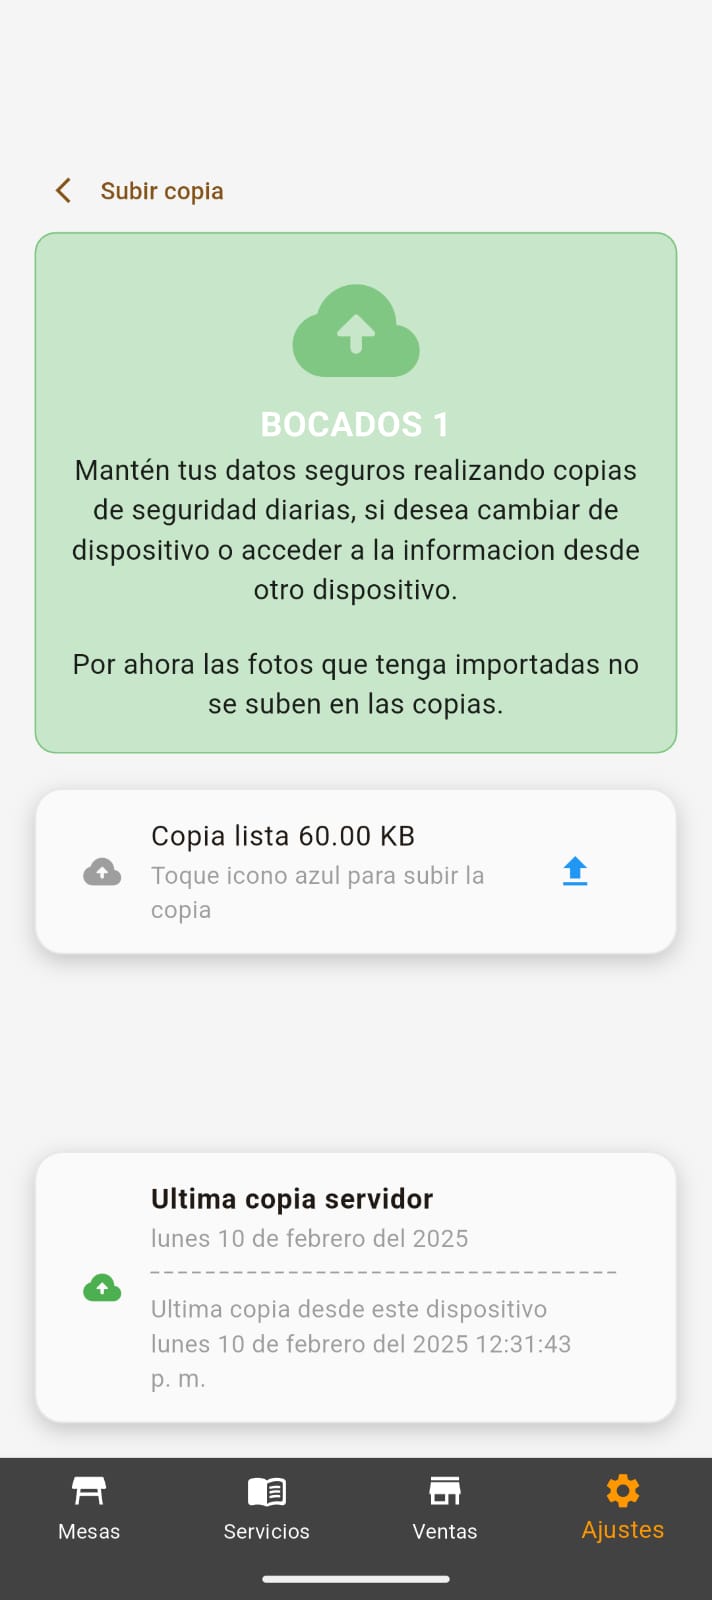 Subir copia
BOCADOS 1
Mantén tus datos seguros realizando copias
de seguridad diarias, si desea cambiar de
dispositivo o acceder a la informacion desde
otro dispositivo.
Por ahora las fotos que tenga importadas no
se suben en las copias.
Copia lista 60.00 KB
Toque icono azul para subir la
copia
Ultima copia servidor
lunes 10 de febrero del 2025
Ultima copia desde este dispositivo
lunes 10 de febrero del 2025 12:31:43
p. m.
Mesas
Servicios
Ventas
Ajustes